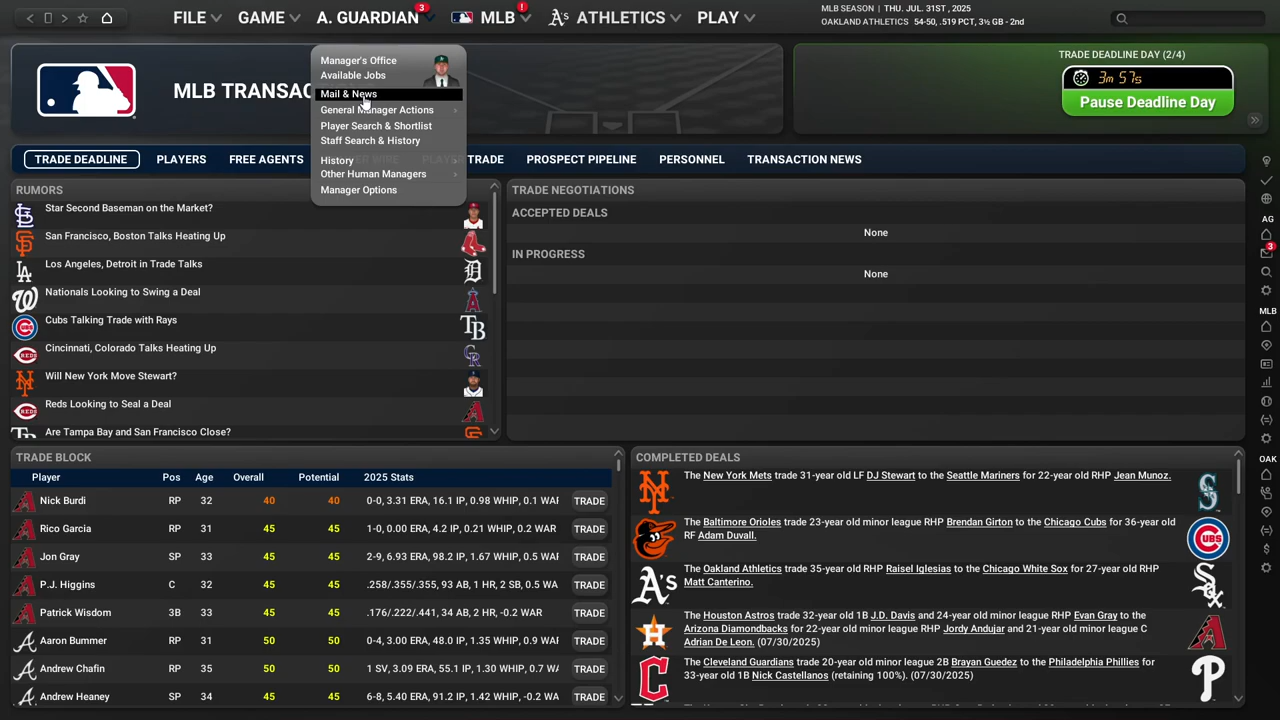 FILE
GAME
A. GUARDIAN
3
MLB
!
ATHLETICS
PLAY
MLB SEASON | THU. JUL. 31ST , 2025
OAKLAND ATHLETICS 54-50, .519 PCT, 3½ GB - 2nd
MLB TRANSAC
Manager's Office
Available Jobs
Mail & News
General Manager Actions
Player Search & Shortlist
Staff Search & History
History
Other Human Managers
Manager Options
TRADE DEADLINE DAY (2/4)
3m 57s
Pause Deadline Day
TRADE DEADLINE
PLAYERS
FREE AGENTS
TRADE
PROSPECT PIPELINE
PERSONNEL
TRANSACTION NEWS
RUMORS
Star Second Baseman on the Market?
San Francisco, Boston Talks Heating Up
Los Angeles, Detroit in Trade Talks
Nationals Looking to Swing a Deal
Cubs Talking Trade with Rays
Cincinnati, Colorado Talks Heating Up
Will New York Move Stewart?
Reds Looking to Seal a Deal
Are Tampa Bay and San Francisco Close?
TRADE NEGOTIATIONS
ACCEPTED DEALS
None
IN PROGRESS
None
AG
3
MLB
OAK
TRADE BLOCK
Player Pos Age Overall Potential 2025 Stats
Nick Burdi RP 32 40 40 0-0, 3.31 ERA, 16.1 IP, 0.98 WHIP, 0.1 WAR TRADE
Rico Garcia RP 31 45 45 1-0, 0.00 ERA, 4.2 IP, 0.21 WHIP, 0.2 WAR TRADE
Jon Gray SP 33 45 45 2-9, 6.93 ERA, 98.2 IP, 1.67 WHIP, 0.5 WAR TRADE
P.J. Higgins C 32 45 45 .258/.355/.355, 93 AB, 1 HR, 2 SB, 0.5 WA TRADE
Patrick Wisdom 3B 33 45 45 .176/.222/.441, 34 AB, 2 HR, -0.2 WAR TRADE
Aaron Bummer RP 31 50 50 0-4, 3.00 ERA, 48.0 IP, 1.35 WHIP, 0.9 WAR TRADE
Andrew Chafin RP 35 50 50 1 SV, 3.09 ERA, 55.1 IP, 1.30 WHIP, 0.7 WA TRADE
Andrew Heaney SP 34 45 45 6-8, 5.40 ERA, 91.2 IP, 1.42 WHIP, -0.2 WA TRADE
COMPLETED DEALS
The New York Mets trade 31-year old LF DJ Stewart to the Seattle Mariners for 22-year old RHP Jean Munoz.
The Baltimore Orioles trade 23-year old minor league RHP Brendan Girton to the Chicago Cubs for 36-year old
RF Adam Duvall.
The Oakland Athletics trade 35-year old RHP Raisel Iglesias to the Chicago White Sox for 27-year old RHP
Matt Canterino.
The Houston Astros trade 32-year old 1B J.D. Davis and 24-year old minor league RHP Evan Gray to the
Arizona Diamondbacks for 22-year old minor league RHP Jordy Andujar and 21-year old minor league C
Adrian De Leon. (07/30/2025)
The Cleveland Guardians trade 20-year old minor league 2B Brayan Guedez to the Philadelphia Phillies for
33-year old 1B Nick Castellanos (retaining 100%). (07/30/2025)